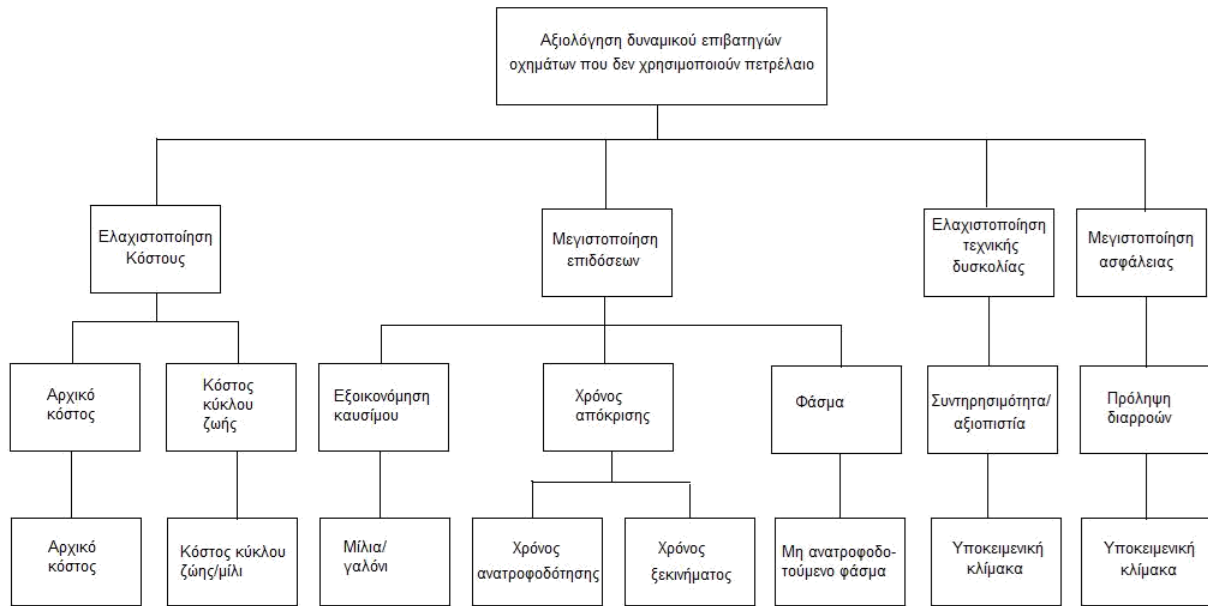 Αξιολόγηση δυναμικού επιβατηγών
οχημάτων που δεν χρησιμοποιούν πετρέλαιο
Ελαχιστοποίηση
Κόστους
Μεγιστοποίηση
επιδόσεων
Ελαχιστοποίηση
τεχνικής
δυσκολίας
Μεγιστοποίηση
ασφάλειας
Αρχικό
κόστος
Κόστος
κύκλου
ζωής
Εξοικονόμηση
καυσίμου
Χρόνος
απόκρισης
Φάσμα
Συντηρησιμότητα/
αξιοπιστία
Πρόληψη
διαρροών
Αρχικό
κόστος
Κόστος κύκλου
ζώης/μίλι
Μίλια/
γαλόνι
Χρόνος
ανατροφοδότησης
Χρόνος
ξεκινήματος
Μη ανατροφοδο-
τούμενο φάσμα
Υποκειμενική
κλίμακα
Υποκειμενική
κλίμακα